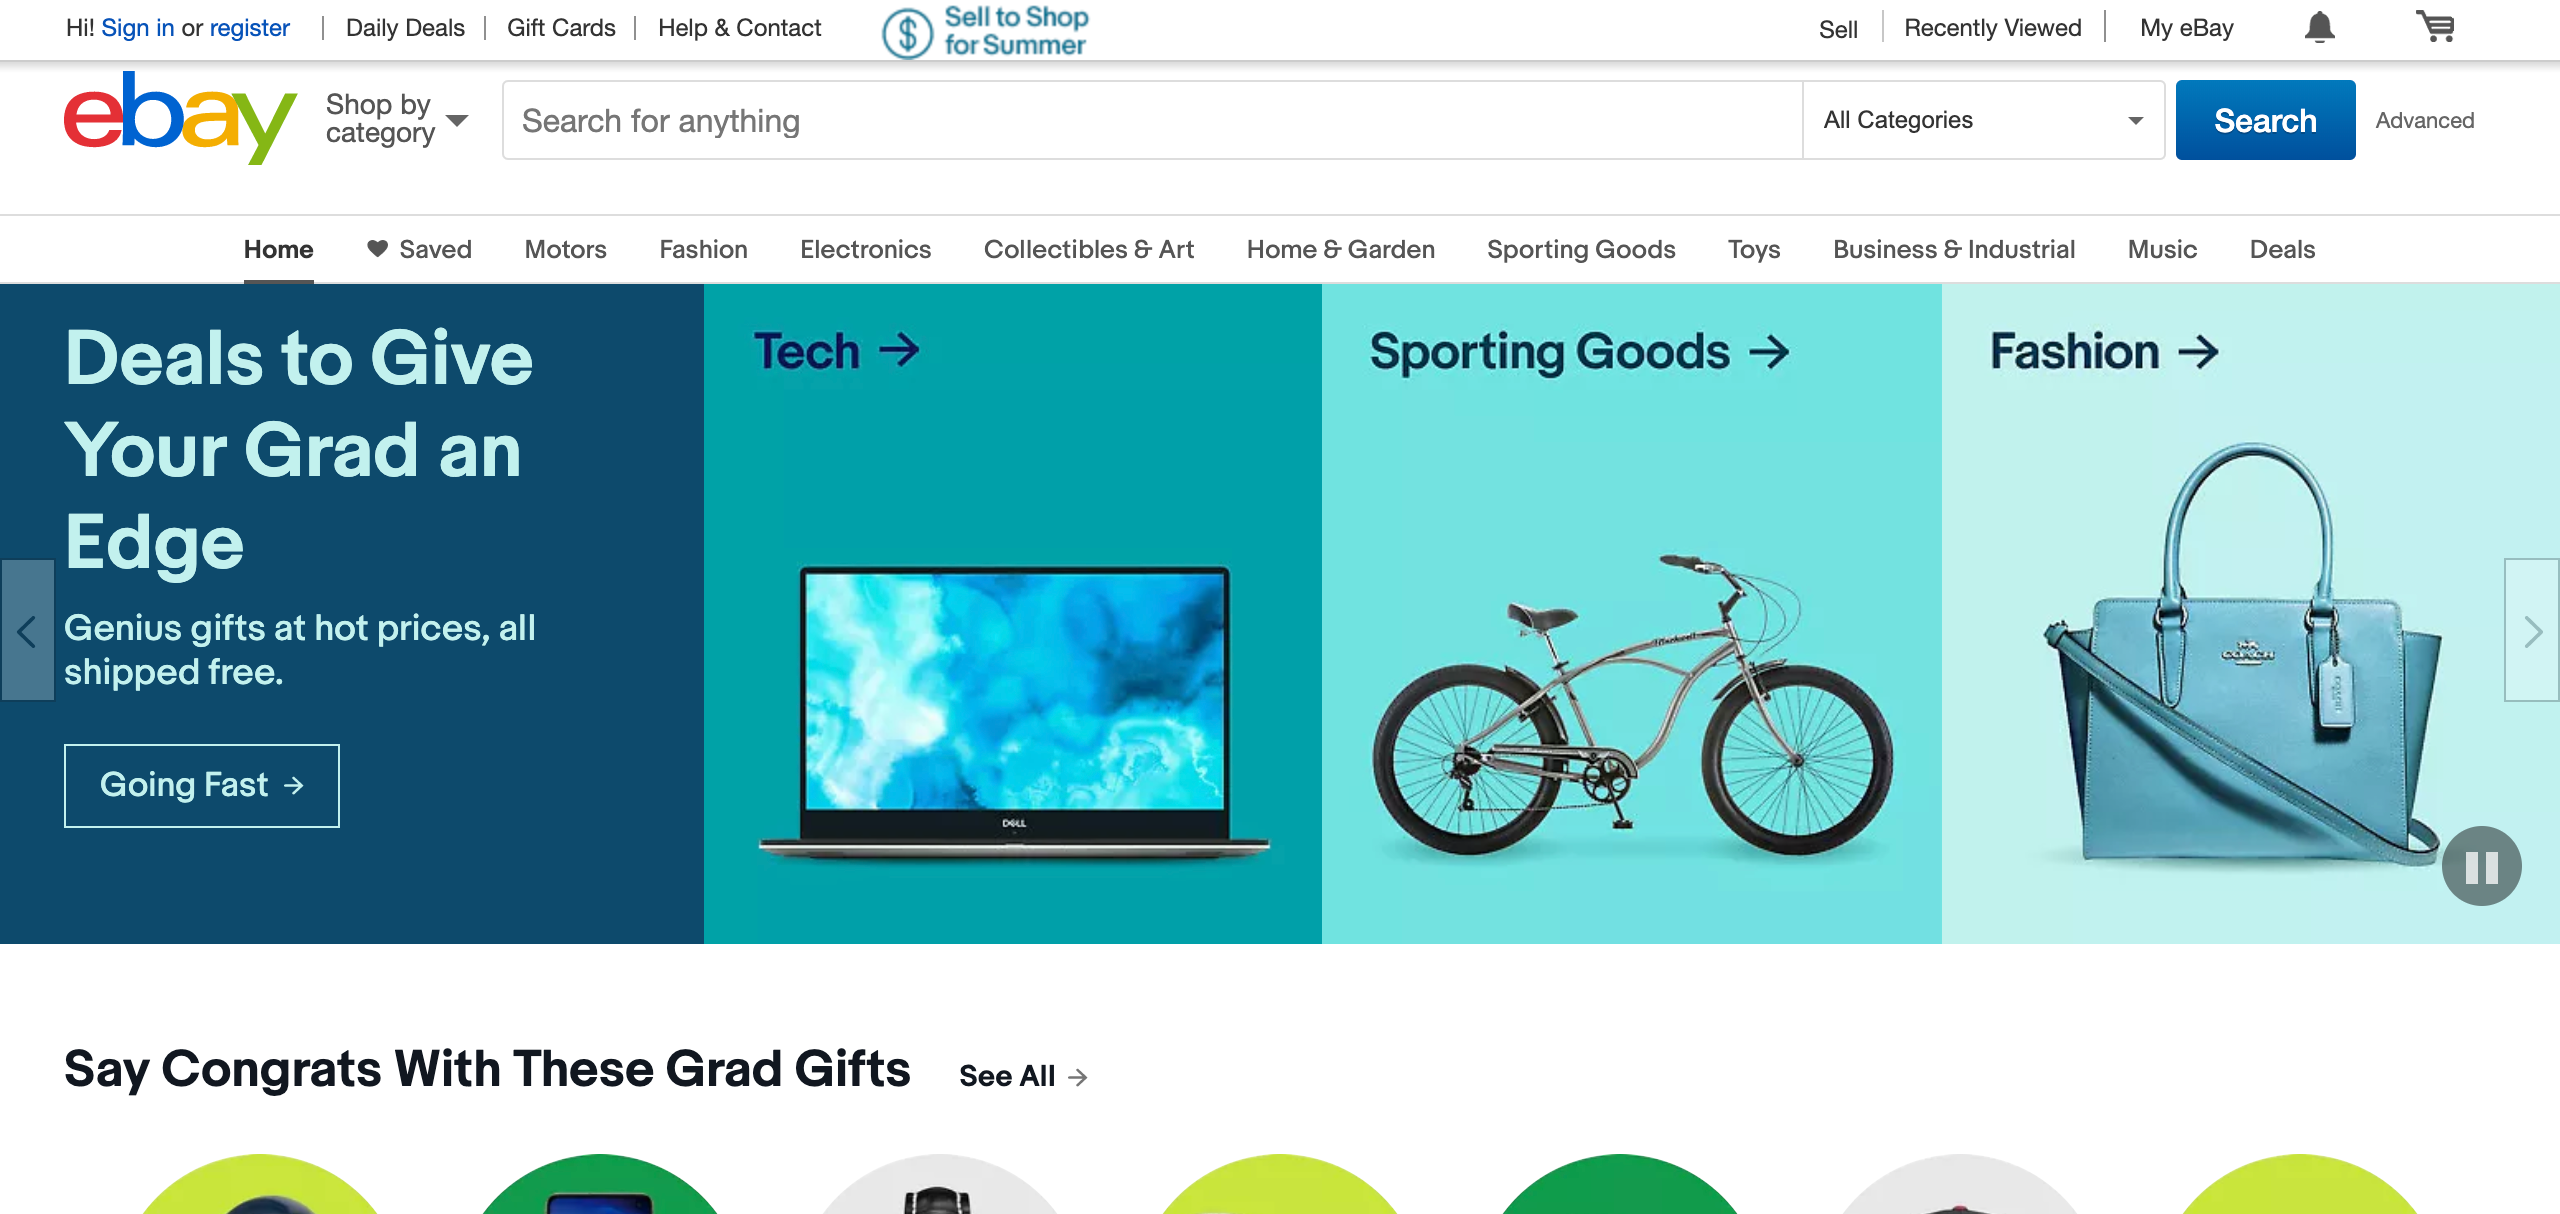 Hi! Sign in or register
Daily Deals
Gift Cards
Help & Contact
Sell to Shop
for Summer
Sell
Recently Viewed
My eBay
ebay
Shop by
category
Search for anything
All Categories
Search
Advanced
Home
Saved
Motors
Fashion
Electronics
Collectibles & Art
Home & Garden
Sporting Goods
Toys
Business & Industrial
Music
Deals
Deals to Give
Your Grad an
Edge
Genius gifts at hot prices, all
shipped free.
Going Fast →
Tech →
DELL
Sporting Goods →
Fashion →
COACH
Say Congrats With These Grad Gifts
See All →